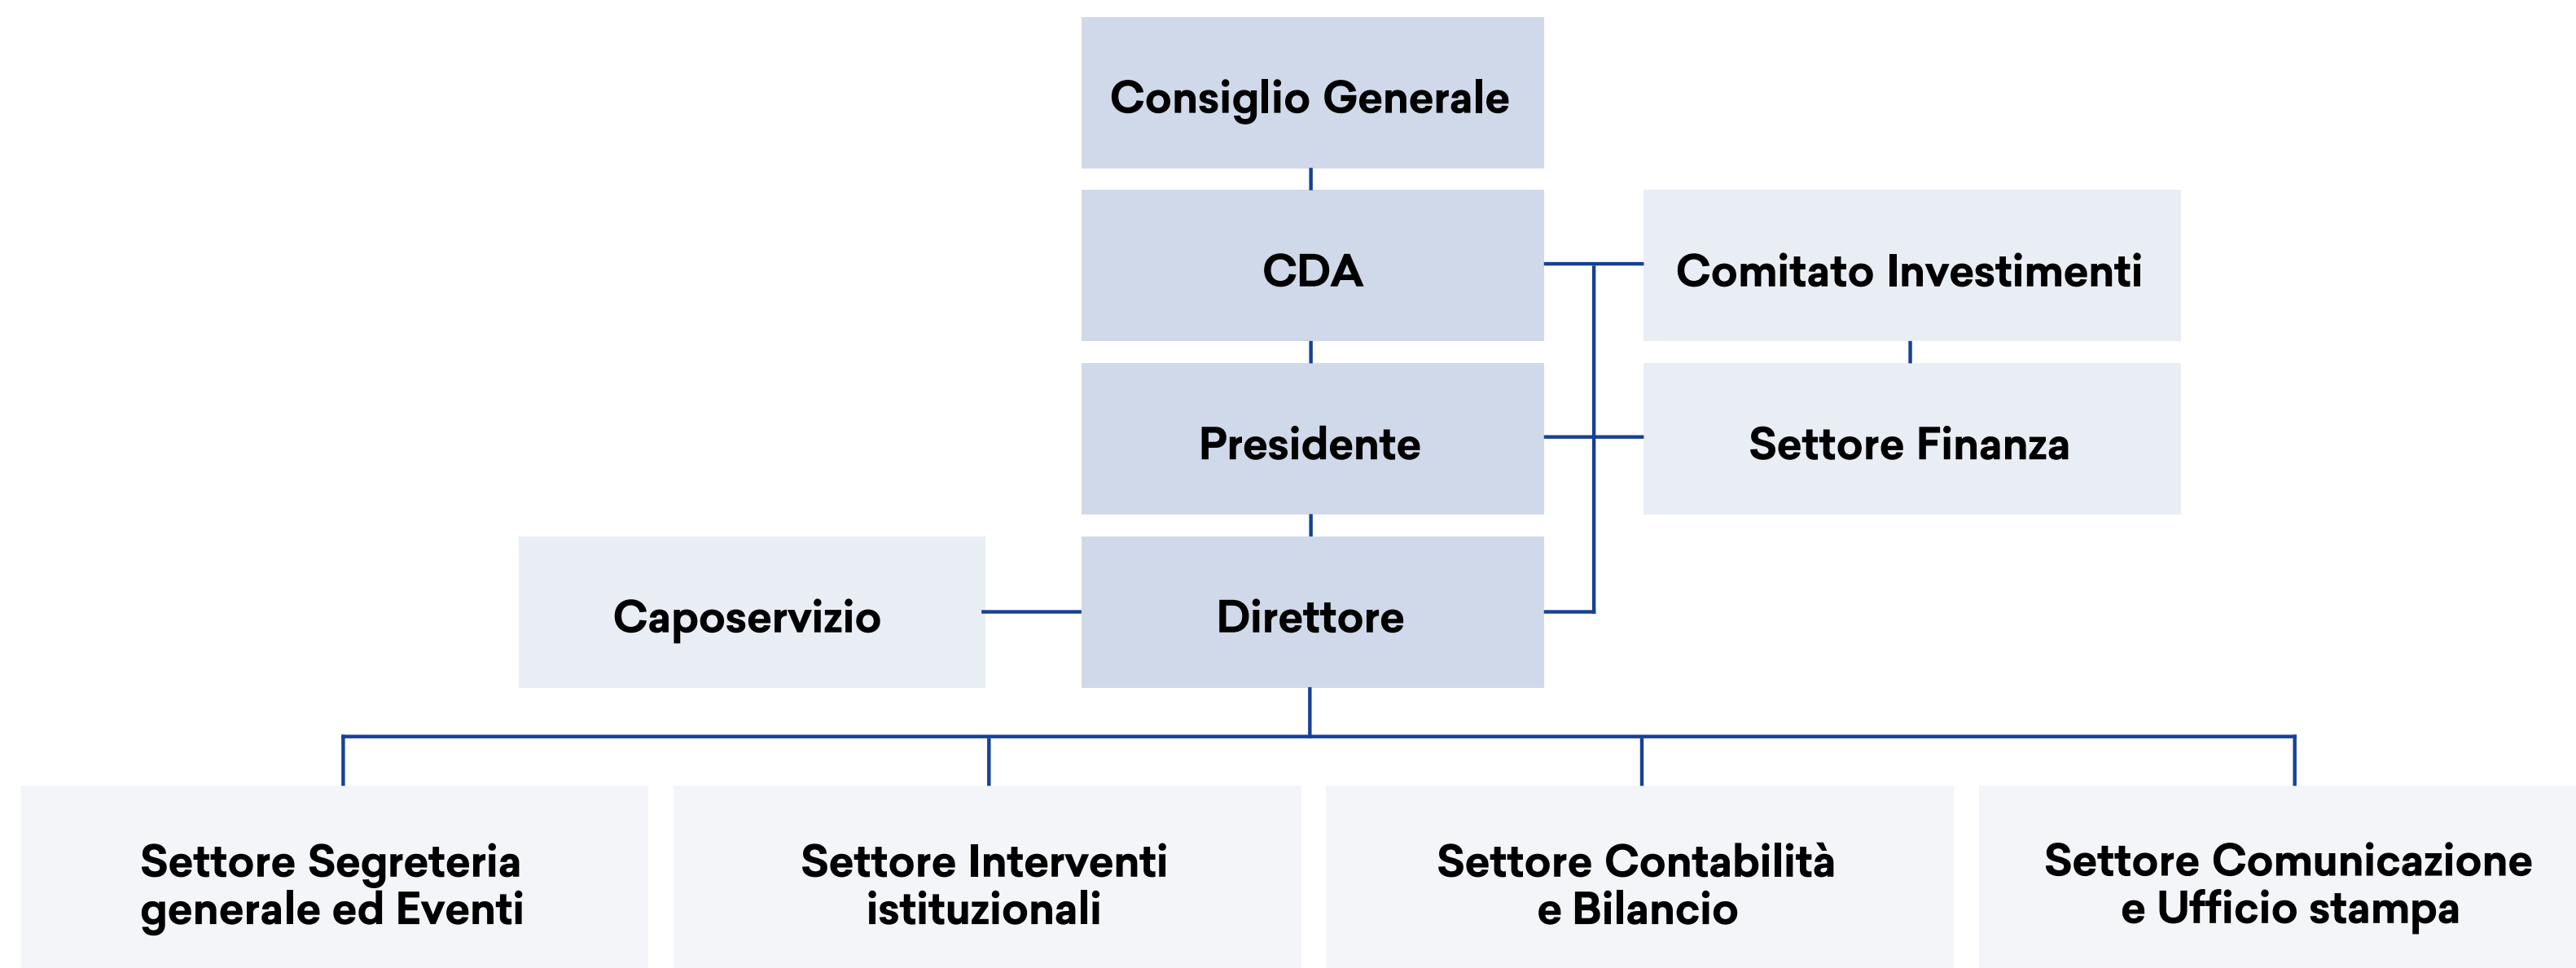 Consiglio Generale
CDA
Comitato Investimenti
Presidente
Settore Finanza
Caposervizio
Direttore
Settore Segreteria
generale ed Eventi
Settore Interventi
istituzionali
Settore Contabilità
e Bilancio
Settore Comunicazione
e Ufficio stampa